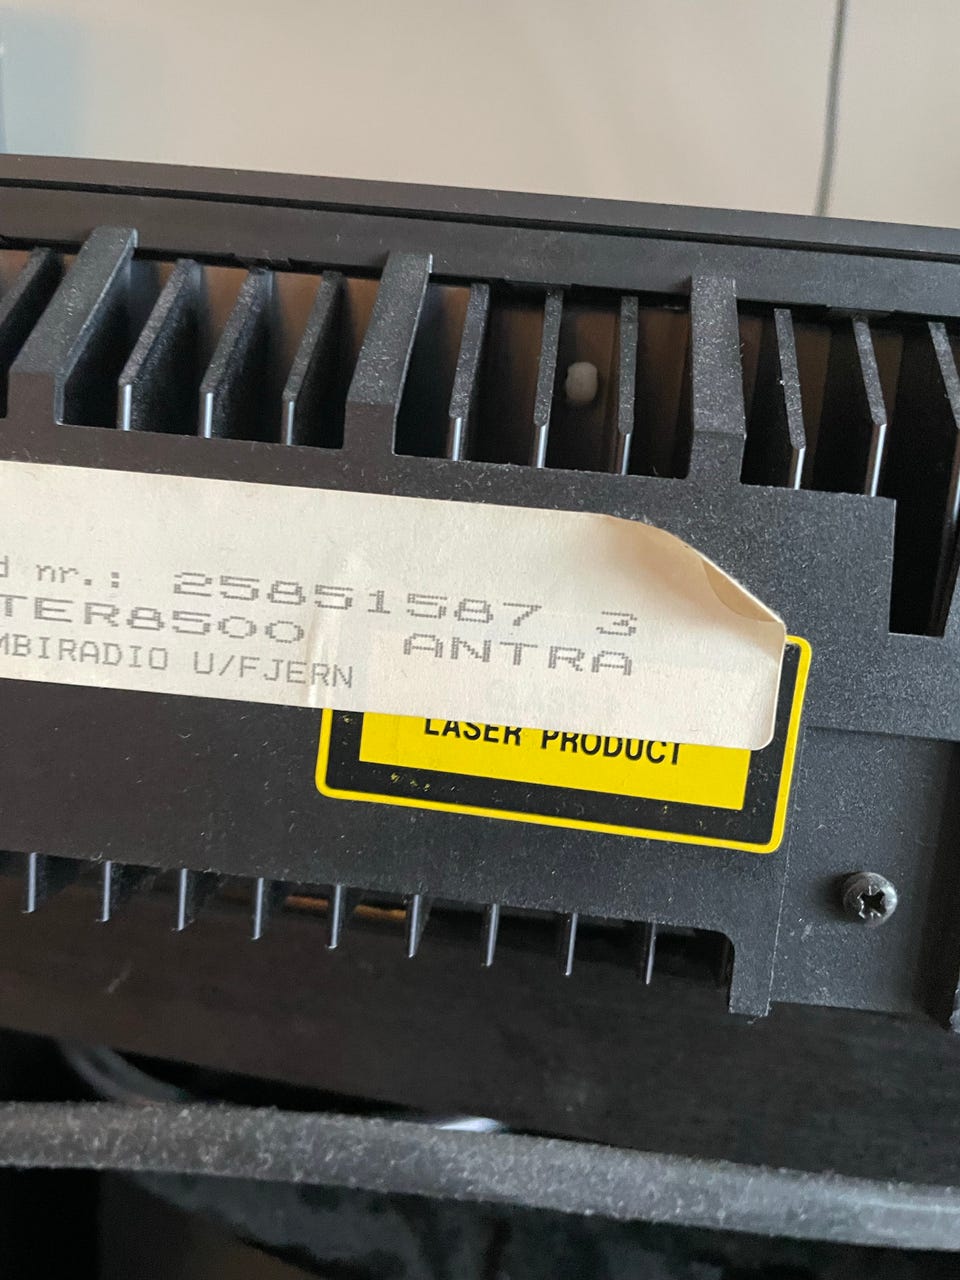 d nr.: 25851587 3
TER8500 ANTRA
MBIRADIO U/FJERN
LASER PRODUCT